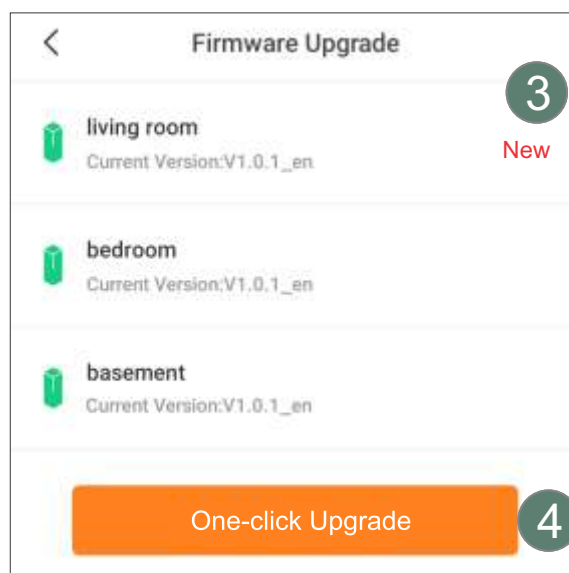 Firmware Upgrade
3
living room
New
Current Version:V1.0.1_en
bedroom
Current Version:V1.0.1_en
basement
Current Version:V1.0.1_en
One-click Upgrade
4